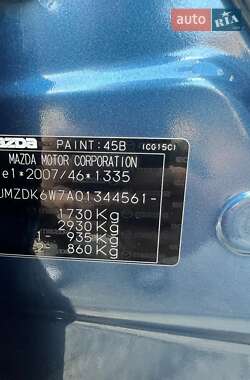 AUTO RIA
mazda PAINT:45B (CG15C)
MAZDA MOTOR CORPORATION
e1*2007/46*1335
JMZDK6W7A01344561-
1730 Kg
2930 Kg
1- 935 Kg
- 860 Kg